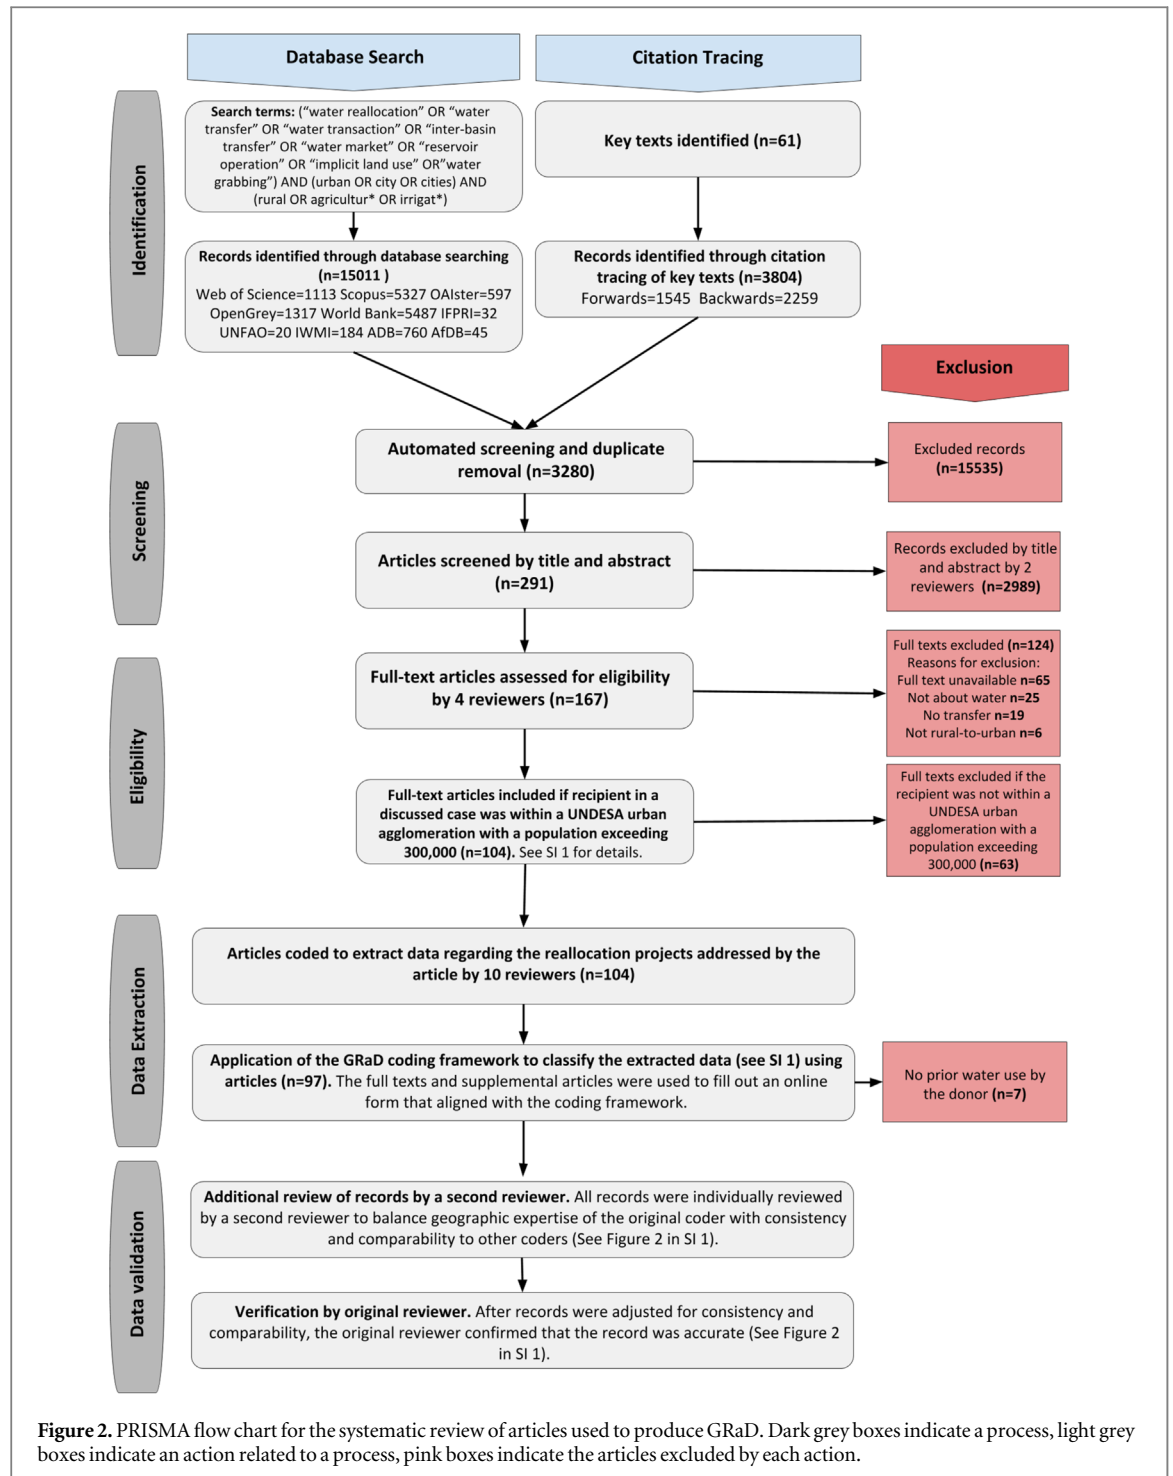 Database Search
Citation Tracing
Identification
Search terms: (“water reallocation” OR “water
transfer” OR “water transaction” OR “inter-basin
transfer” OR “water market” OR “reservoir
operation” OR “implicit land use” OR”water
grabbing”) AND (urban OR city OR cities) AND
(rural OR agricultur* OR irrigat*)
Key texts identified (n=61)
Records identified through database searching
(n=15011 )
Web of Science=1113 Scopus=5327 OAIster=597
OpenGrey=1317 World Bank=5487 IFPRI=32
UNFAO=20 IWMI=184 ADB=760 AfDB=45
Records identified through citation
tracing of key texts (n=3804)
Forwards=1545 Backwards=2259
Exclusion
Screening
Automated screening and duplicate
removal (n=3280)
Excluded records
(n=15535)
Articles screened by title and abstract
(n=291)
Records excluded by title
and abstract by 2
reviewers (n=2989)
Eligibility
Full-text articles assessed for eligibility
by 4 reviewers (n=167)
Full texts excluded (n=124)
Reasons for exclusion:
Full text unavailable n=65
Not about water n=25
No transfer n=19
Not rural-to-urban n=6
Full-text articles included if recipient in a
discussed case was within a UNDESA urban
agglomeration with a population exceeding
300,000 (n=104). See SI 1 for details.
Full texts excluded if the
recipient was not within a
UNDESA urban
agglomeration with a
population exceeding
300,000 (n=63)
Data Extraction
Articles coded to extract data regarding the reallocation projects addressed by the
article by 10 reviewers (n=104)
Application of the GRaD coding framework to classify the extracted data (see SI 1) using
articles (n=97). The full texts and supplemental articles were used to fill out an online
form that aligned with the coding framework.
No prior water use by
the donor (n=7)
Data validation
Additional review of records by a second reviewer. All records were individually reviewed
by a second reviewer to balance geographic expertise of the original coder with consistency
and comparability to other coders (See Figure 2 in SI 1).
Verification by original reviewer. After records were adjusted for consistency and
comparability, the original reviewer confirmed that the record was accurate (See Figure 2
in SI 1).
Figure 2. PRISMA flow chart for the systematic review of articles used to produce GRaD. Dark grey boxes indicate a process, light grey
boxes indicate an action related to a process, pink boxes indicate the articles excluded by each action.